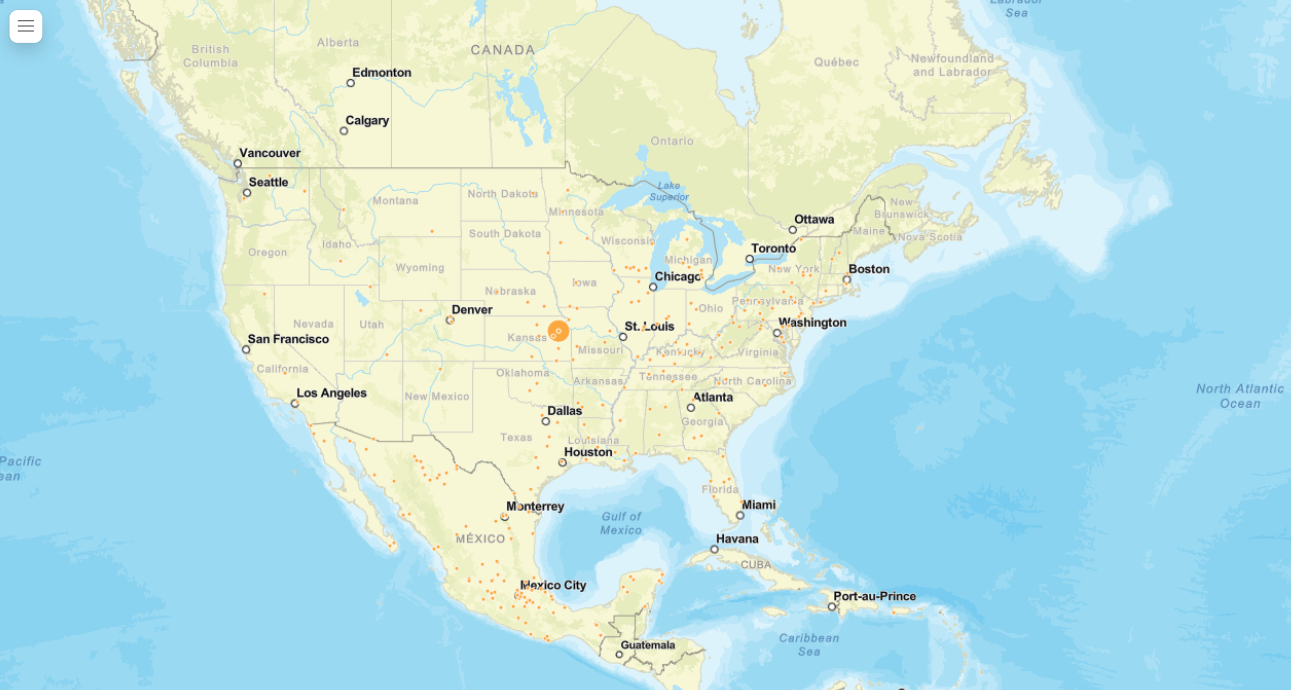 Labrador
Sea
British
Columbia
Alberta
CANADA
Québec
Newfoundland
and Labrador
Edmonton
Calgary
Ontario
Vancouver
Seattle
Lake
Superior
Montana
North Dakota
Minnesota
New
Brunswick
Ottawa
Maine
Nova Scotia
South Dakota
Wisconsin
Toronto
Oregon
Idaho
Wyoming
Michigan
New York
Boston
Chicago
Iowa
Nebraska
Pennsylvania
Ohio
Denver
Nevada
Utah
St. Louis
Washington
San Francisco
Kansas
Missouri
Kentucky
Virginia
California
Oklahoma
Arkansas
Tennessee
North Carolina
Los Angeles
New Mexico
Atlanta
North Atlantic
Ocean
Dallas
Georgia
Texas
Louisiana
Houston
Pacific
Florida
Miami
Monterrey
Gulf of
Mexico
MÉXICO
Havana
CUBA
Mexico City
Port-au-Prince
Caribbean
Sea
Guatemala